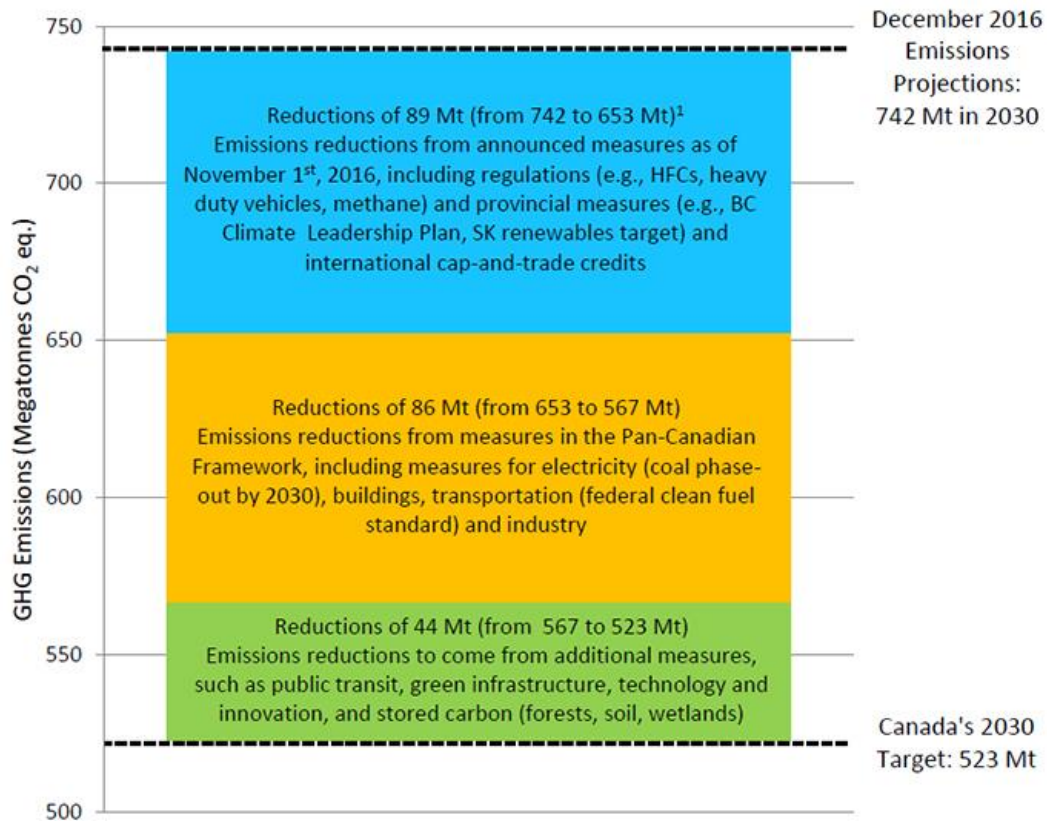 750
700
650
600
550
500
GHG Emissions (Megatonnes CO₂ eq.)
December 2016
Emissions
Projections:
742 Mt in 2030
Reductions of 89 Mt (from 742 to 653 Mt)¹
Emissions reductions from announced measures as of
November 1ˢᵗ, 2016, including regulations (e.g., HFCs, heavy
duty vehicles, methane) and provincial measures (e.g., BC
Climate Leadership Plan, SK renewables target) and
international cap-and-trade credits
Reductions of 86 Mt (from 653 to 567 Mt)
Emissions reductions from measures in the Pan-Canadian
Framework, including measures for electricity (coal phase-
out by 2030), buildings, transportation (federal clean fuel
standard) and industry
Reductions of 44 Mt (from 567 to 523 Mt)
Emissions reductions to come from additional measures,
such as public transit, green infrastructure, technology and
innovation, and stored carbon (forests, soil, wetlands)
Canada's 2030
Target: 523 Mt